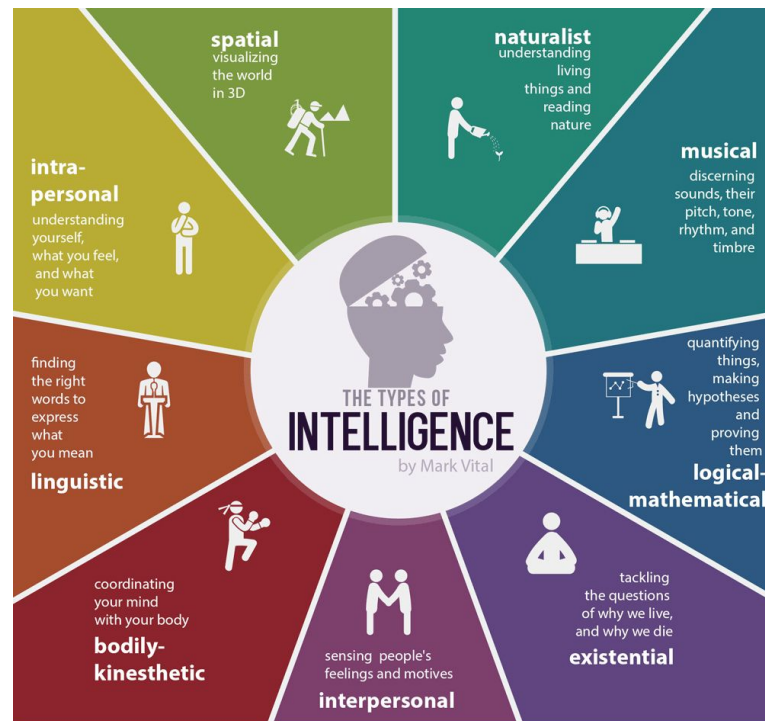 spatial
visualizing
the world
in 3D
naturalist
understanding
living
things and
reading
nature
musical
discerning
sounds, their
pitch, tone,
rhythm, and
timbre
quantifying
things,
making
hypotheses
and
proving
them
logical-
mathematical
tackling
the questions
of why we live,
and why we die
existential
sensing people's
feelings and motives
interpersonal
coordinating
your mind
with your body
bodily-
kinesthetic
finding
the right
words to
express
what
you mean
linguistic
intra-
personal
understanding
yourself,
what you feel,
and what
you want
THE TYPES OF
INTELLIGENCE
by Mark Vital